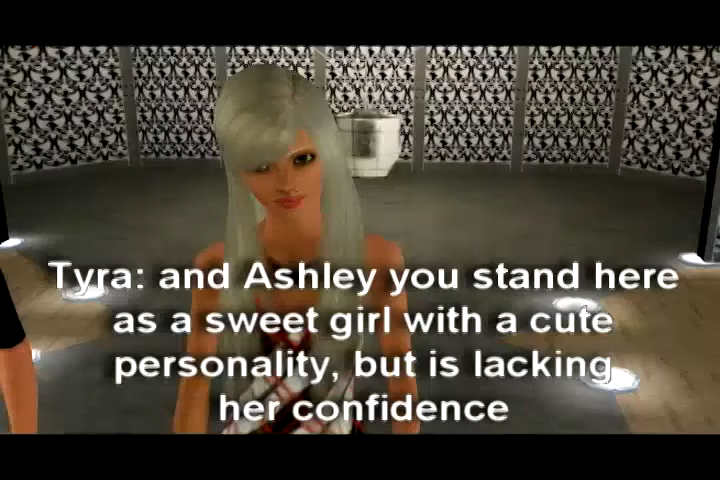 Tyra: and Ashley you stand here
as a sweet girl with a cute
personality, but is lacking
her confidence